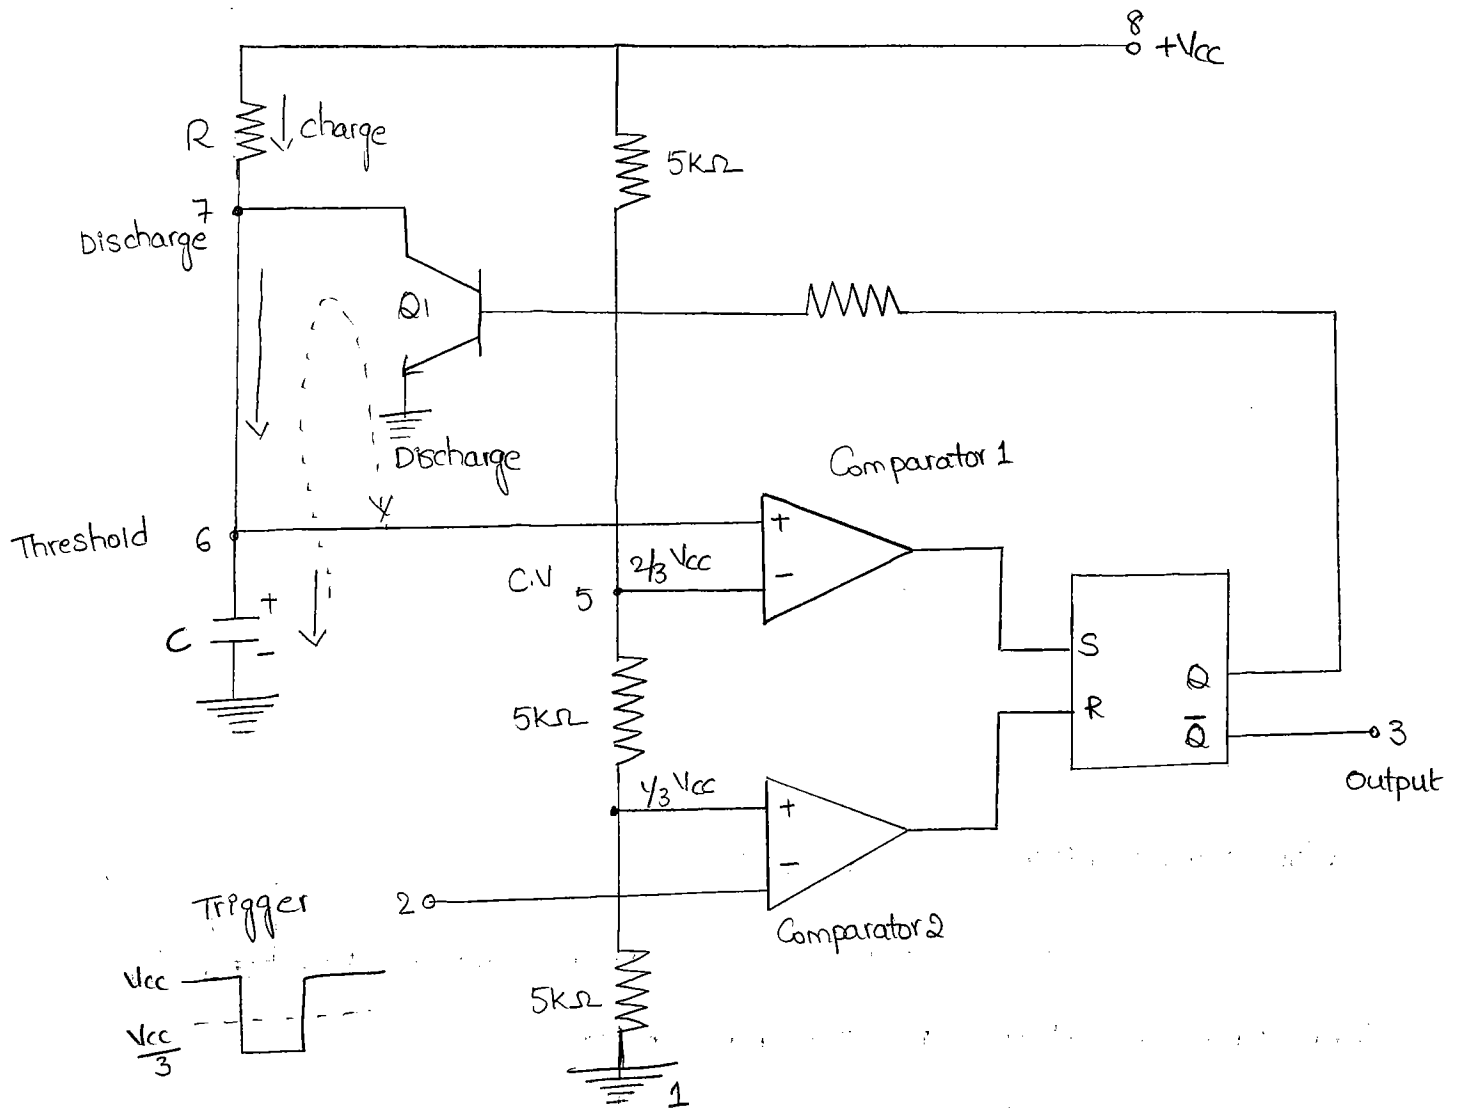 8
+Vcc
R
charge
5KΩ
7
Discharge
Q1
Discharge
Comparator 1
Threshold
6
+
2/3 Vcc
C.V
5
-
+
C
-
S
Q
R
Q̅
3
Output
5KΩ
1/3 Vcc
+
-
Trigger
2
Comparator 2
Vcc
5KΩ
Vcc
3
1